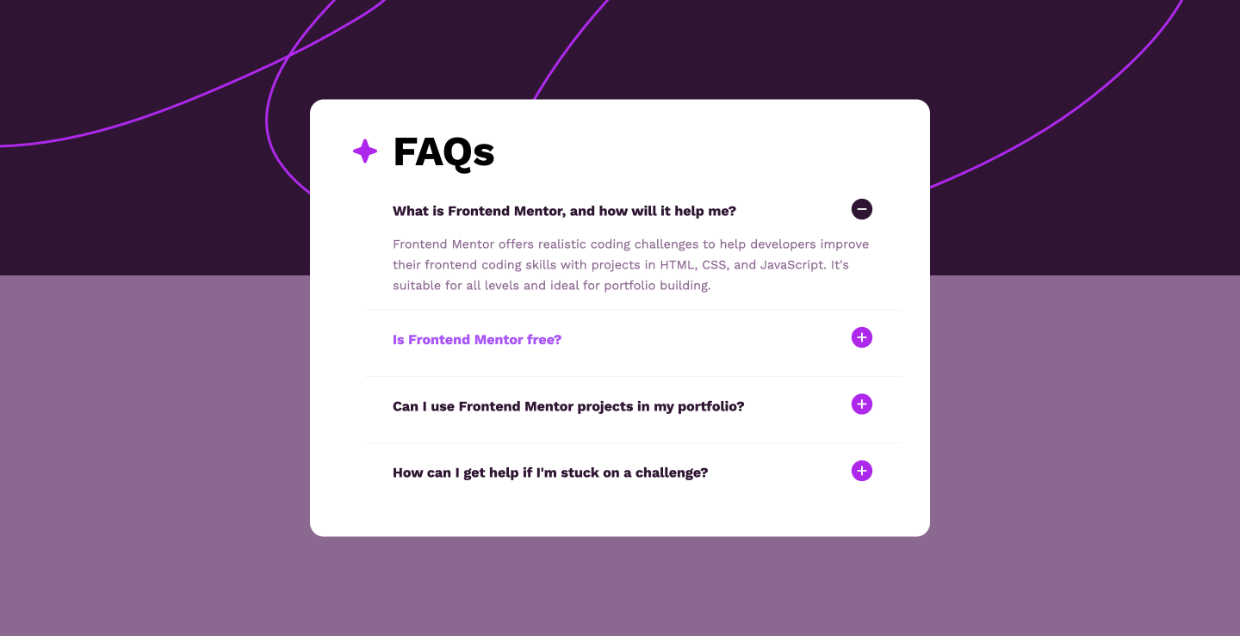 FAQs
What is Frontend Mentor, and how will it help me?
Frontend Mentor offers realistic coding challenges to help developers improve
their frontend coding skills with projects in HTML, CSS, and JavaScript. It's
suitable for all levels and ideal for portfolio building.
Is Frontend Mentor free?
Can I use Frontend Mentor projects in my portfolio?
How can I get help if I'm stuck on a challenge?